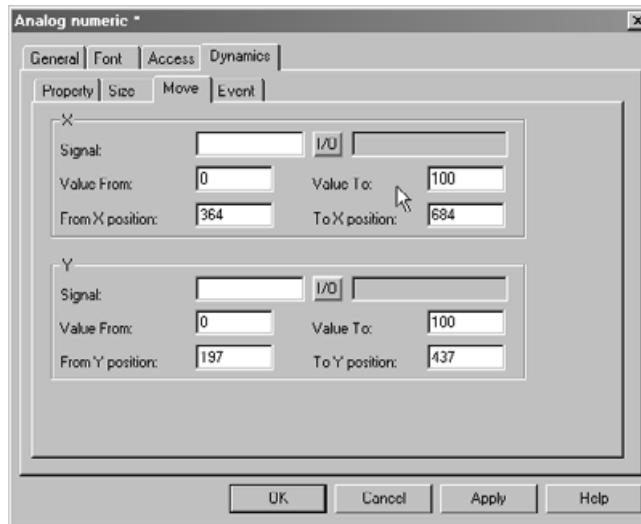 Analog numeric *
General Font Access Dynamics
Property Size Move Event
X
Signal: I/O
Value From: 0 Value To: 100
From X position: 364 To X position: 684
Y
Signal: I/O
Value From: 0 Value To: 100
From Y position: 197 To Y position: 437
OK Cancel Apply Help